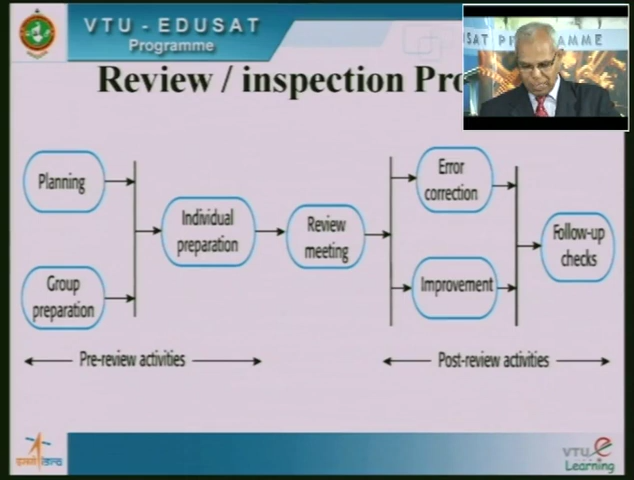 VTU - EDUSAT
Programme
USAT PROGRAMME
Review / inspection Pro
Planning
Group
preparation
Individual
preparation
Review
meeting
Error
correction
Improvement
Follow-up
checks
Pre-review activities
Post-review activities
VTU e
Learning